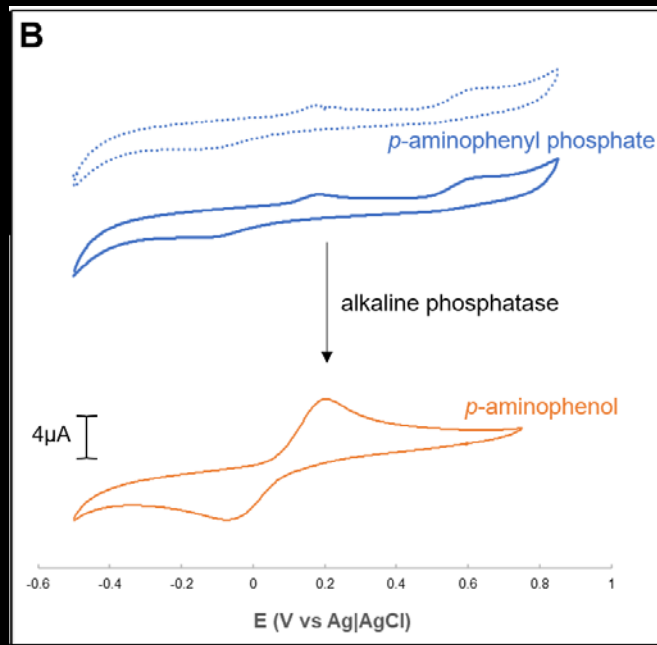 B
p-aminophenyl phosphate
alkaline phosphatase
p-aminophenol
4µA
-0.6 -0.4 -0.2 0 0.2 0.4 0.6 0.8 1
E (V vs Ag|AgCl)